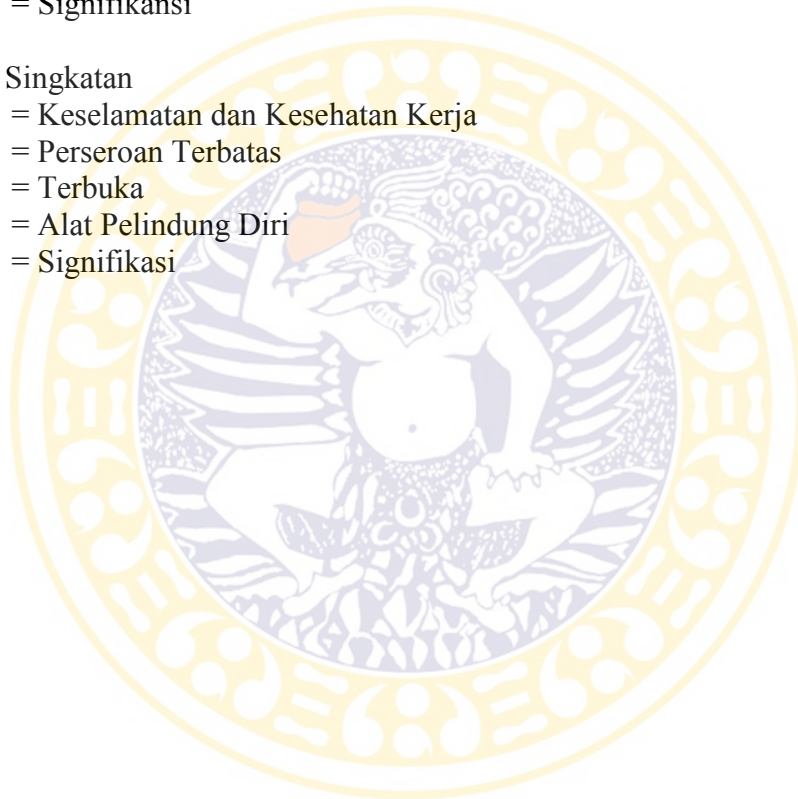 = Signifikansi
Singkatan
= Keselamatan dan Kesehatan Kerja
= Perseroan Terbatas
= Terbuka
= Alat Pelindung Diri
= Signifikasi